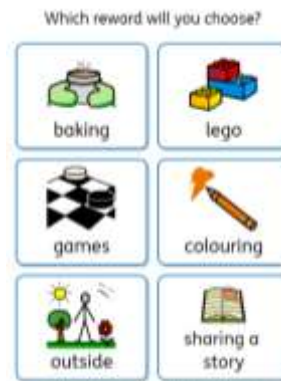 Which reward will you choose?
baking
lego
games
colouring
outside
sharing a
story